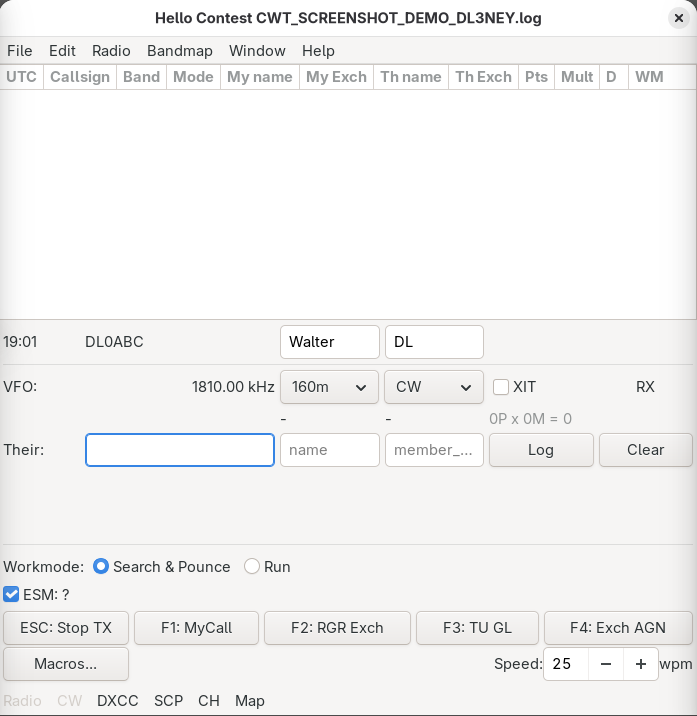 Hello Contest CWT_SCREENSHOT_DEMO_DL3NEY.log
File Edit Radio Bandmap Window Help
UTC Callsign Band Mode My name My Exch Th name Th Exch Pts Mult D WM
19:01 DL0ABC Walter DL
VFO: 1810.00 kHz 160m CW XIT RX
- - 0P x 0M = 0
Their: name member_... Log Clear
Workmode: Search & Pounce Run
ESM: ?
ESC: Stop TX F1: MyCall F2: RGR Exch F3: TU GL F4: Exch AGN
Macros... Speed: 25 − + wpm
Radio CW DXCC SCP CH Map